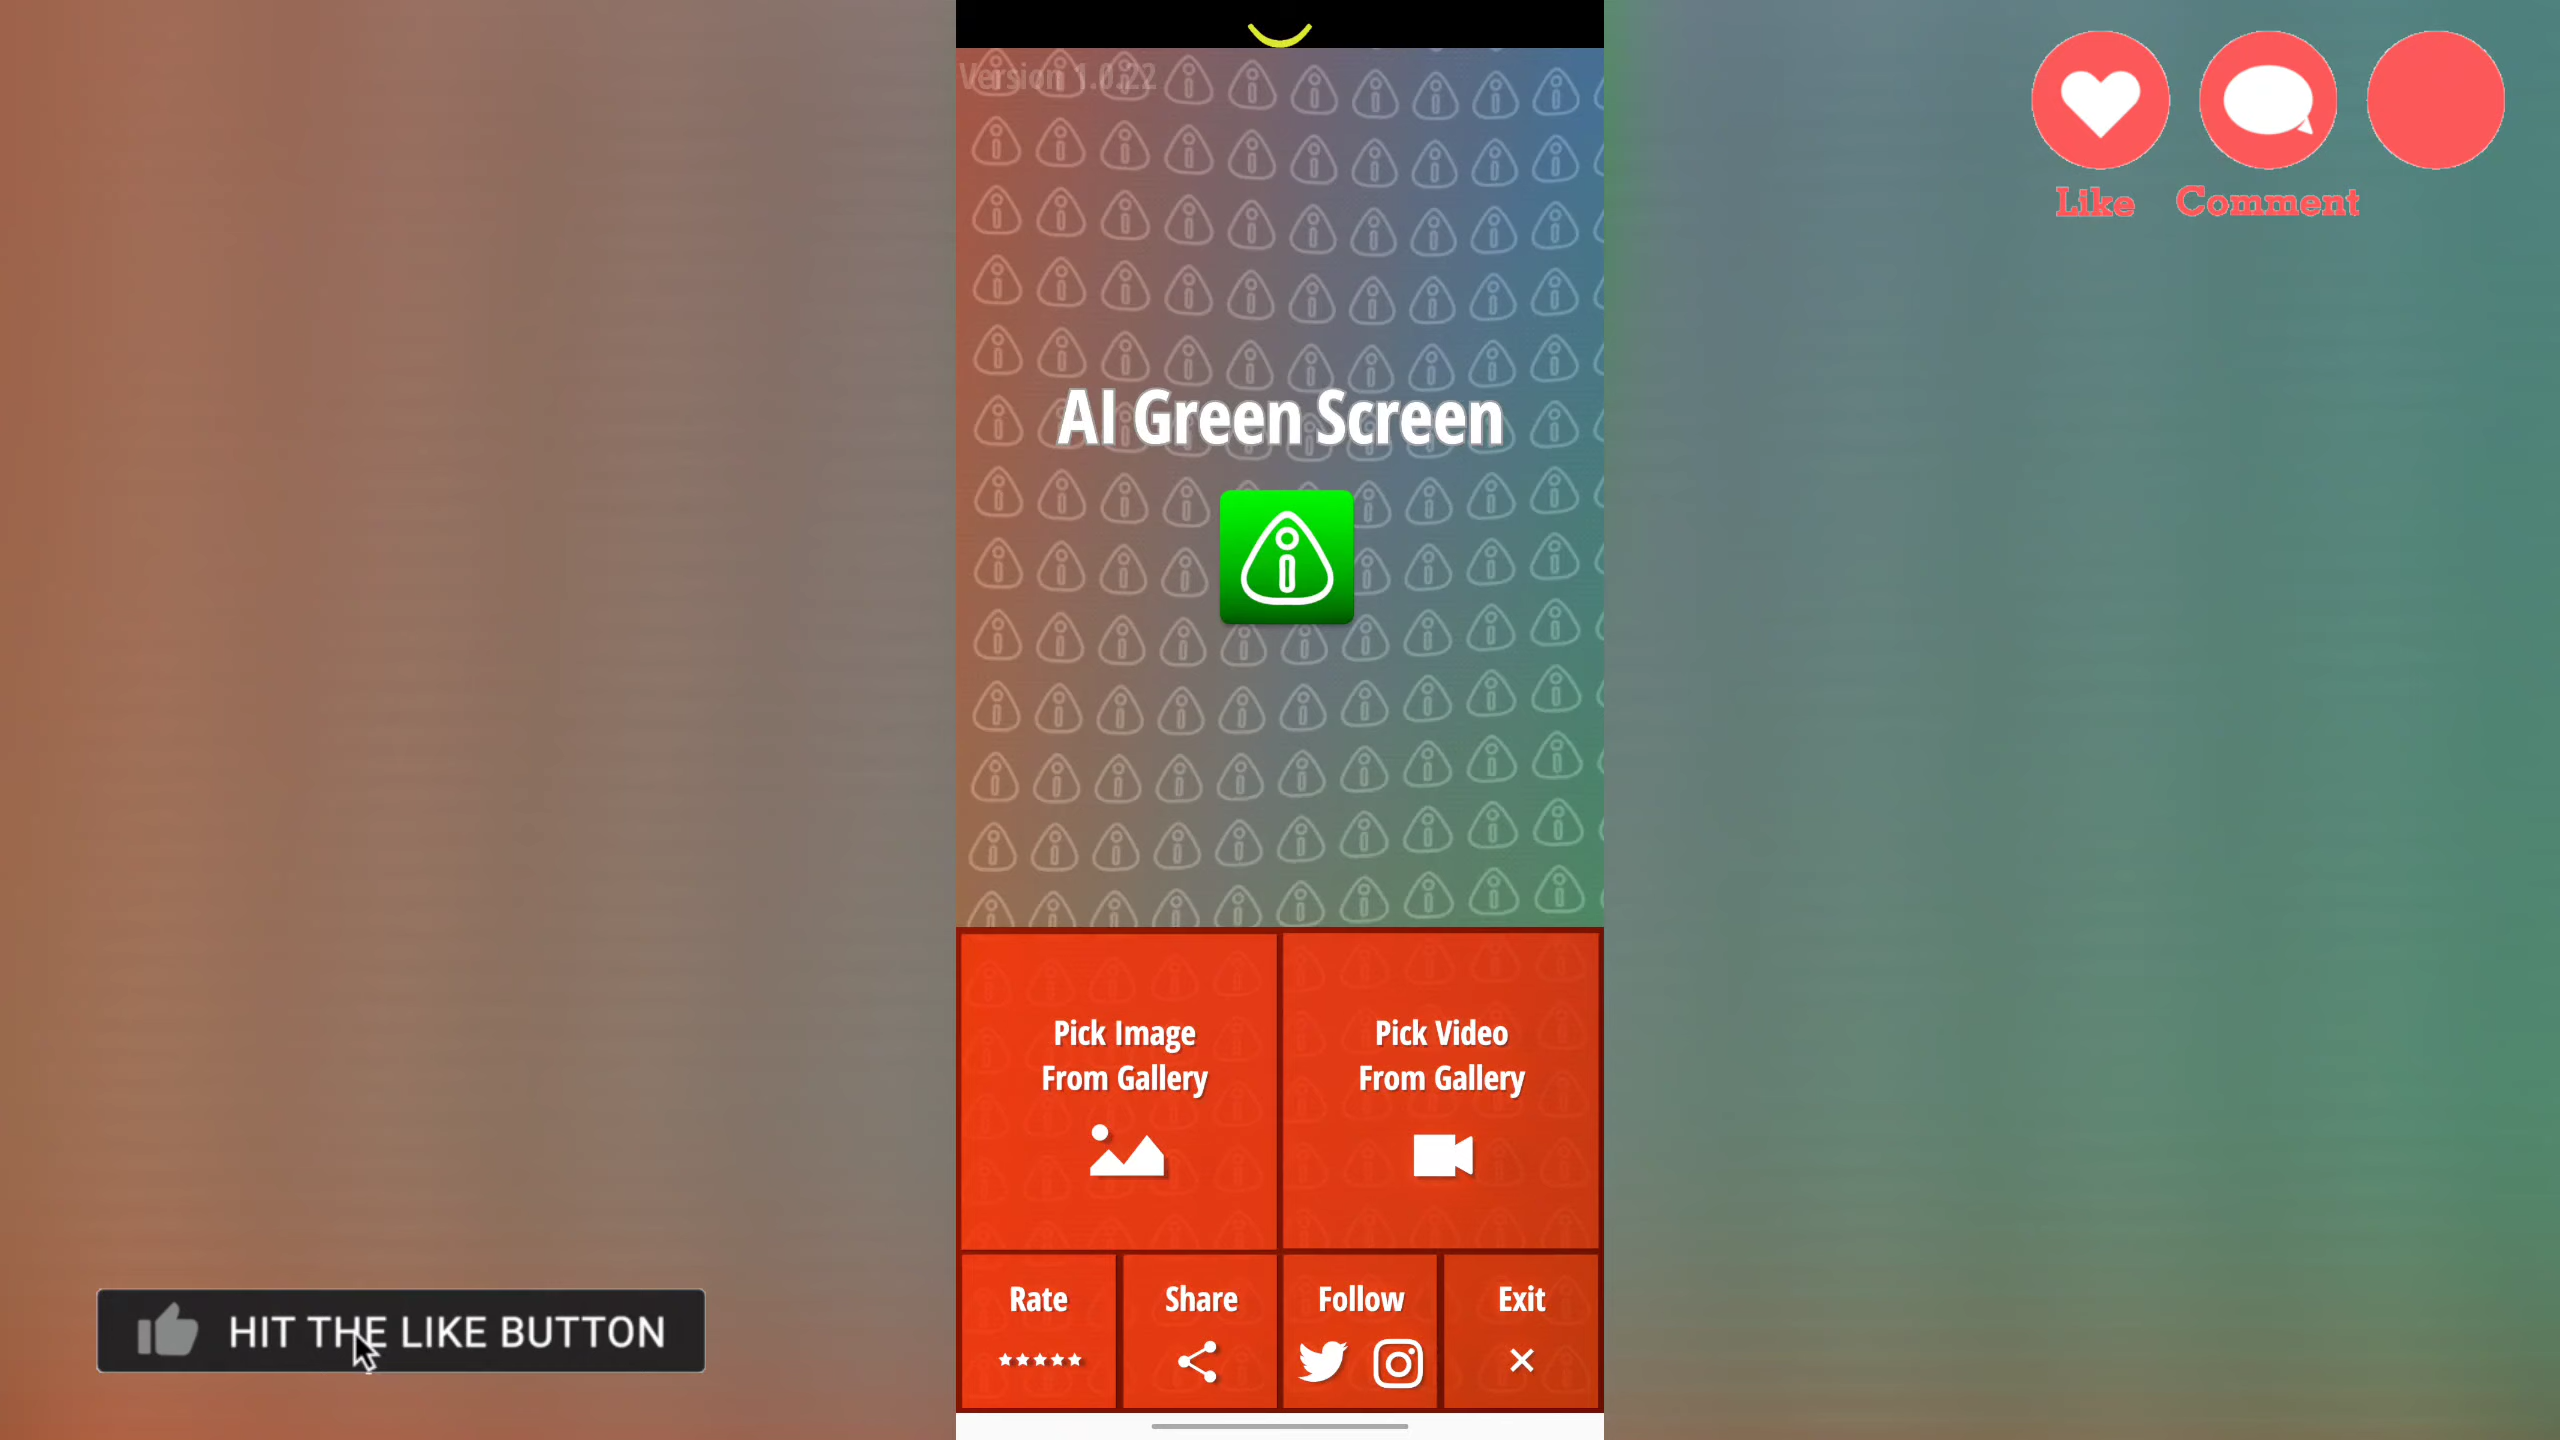 Version 1.0.22
Like
Comment
AI Green Screen
Pick Image
From Gallery
Pick Video
From Gallery
Rate
Share
Follow
Exit
HIT THE LIKE BUTTON